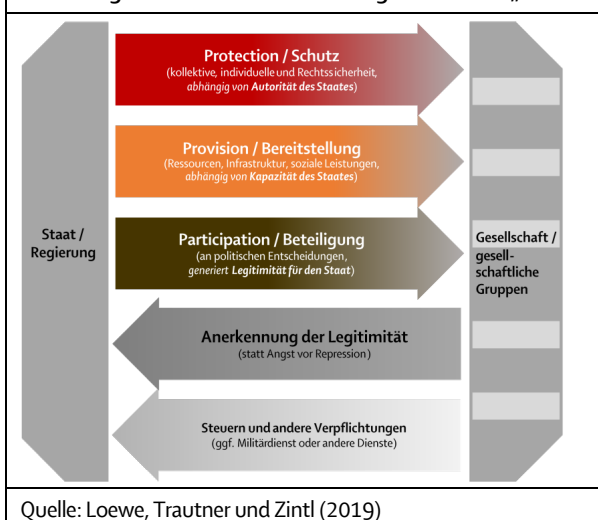 Protection / Schutz
(kollektive, individuelle und Rechtssicherheit,
abhängig von Autorität des Staates)
Provision / Bereitstellung
(Ressourcen, Infrastruktur, soziale Leistungen,
abhängig von Kapazität des Staates)
Staat /
Regierung
Participation / Beteiligung
(an politischen Entscheidungen,
generiert Legitimität für den Staat)
Gesellschaft /
gesell-
schaftliche
Gruppen
Anerkennung der Legitimität
(statt Angst vor Repression)
Steuern und andere Verpflichtungen
(ggf. Militärdienst oder andere Dienste)
Quelle: Loewe, Trautner und Zintl (2019)